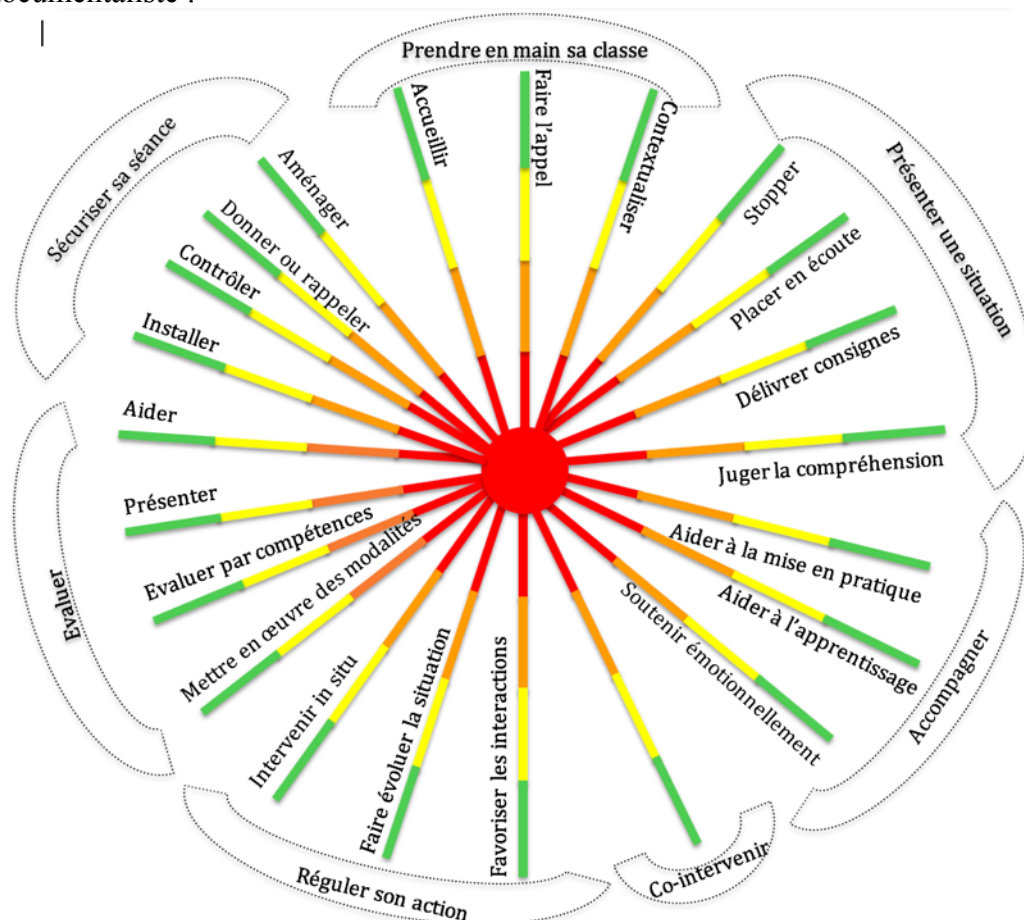 Prendre en main sa classe
Accueillir
Faire l'appel
Contextualiser
Présenter une situation
Stopper
Placer en écoute
Délivrer consignes
Juger la compréhension
Accompagner
Aider à la mise en pratique
Aider à l'apprentissage
Soutenir émotionnellement
Co-intervenir
Réguler son action
Favoriser les interactions
Faire évoluer la situation
Intervenir in situ
Evaluer
Mettre en œuvre des modalités
Evaluer par compétences
Présenter
Aider
Sécuriser sa séance
Installer
Contrôler
Donner ou rappeler
Aménager